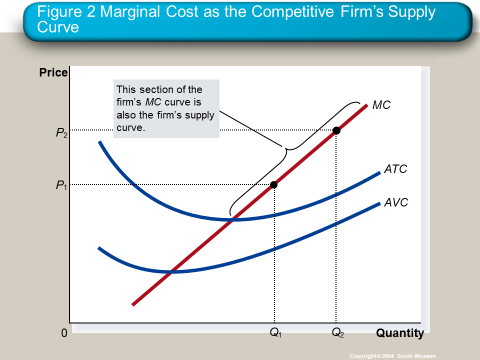 Figure 2 Marginal Cost as the Competitive Firm's Supply
Curve
Price
This section of the
firm's MC curve is
also the firm's supply
curve.
MC
P2
ATC
P1
AVC
0
Q1
Q2
Quantity
Copyright©2004 South-Western